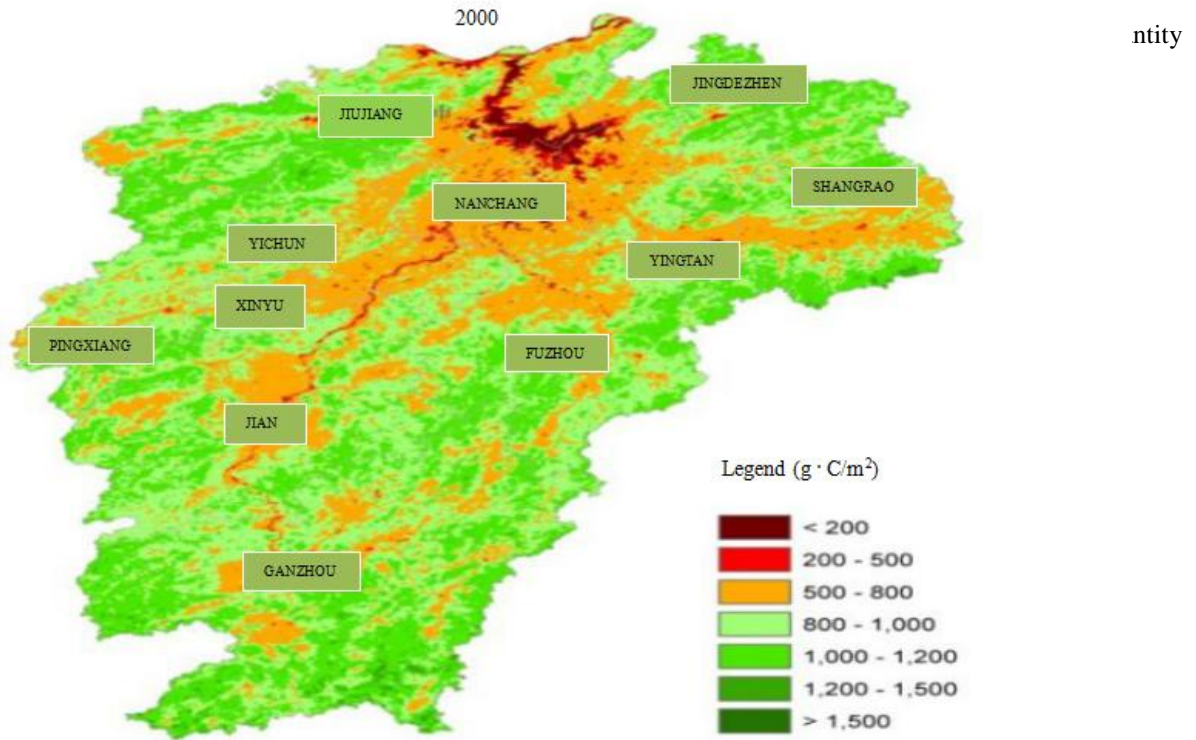 2000
ntity
JINGDEZHEN
JIUJIANG
SHANGRAO
NANCHANG
YICHUN
YINGTAN
XINYU
PINGXIANG
FUZHOU
JIAN
GANZHOU
Legend (g · C/m²)
< 200
200 - 500
500 - 800
800 - 1,000
1,000 - 1,200
1,200 - 1,500
> 1,500